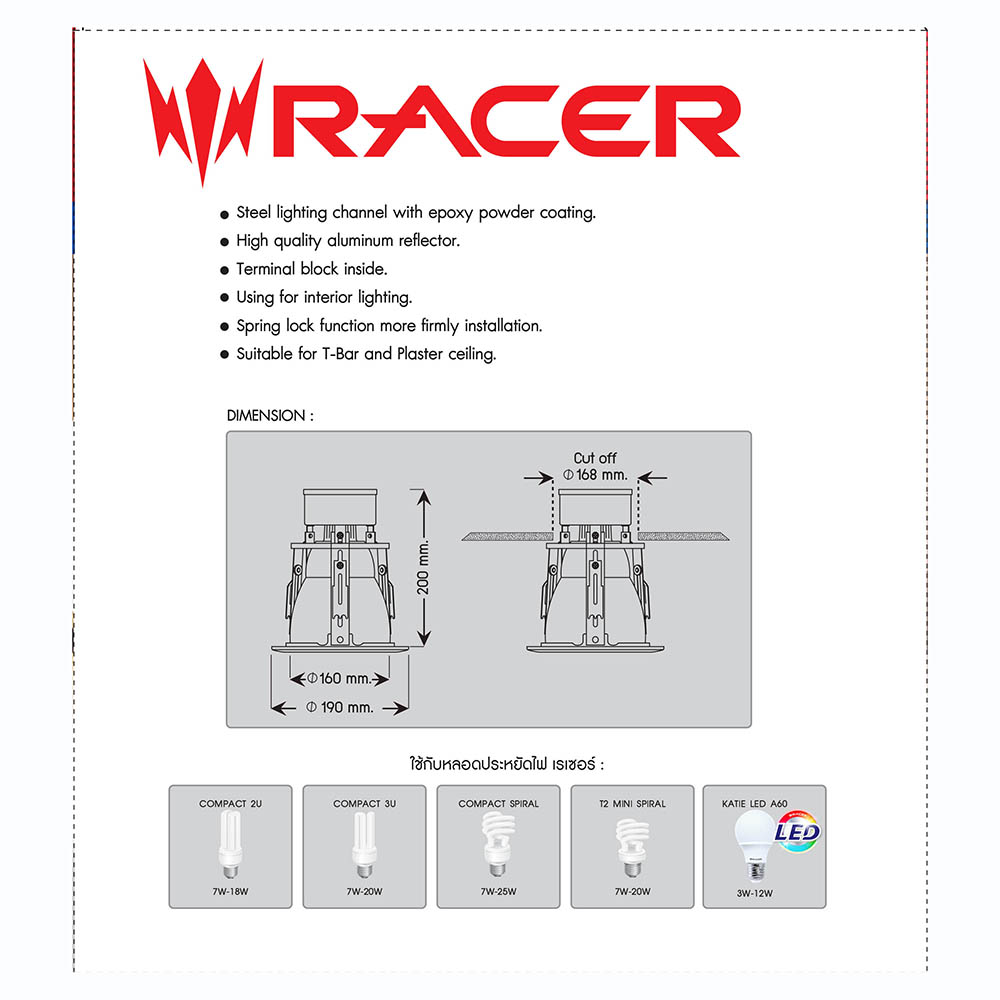 RACER
• Steel lighting channel with epoxy powder coating.
• High quality aluminum reflector.
• Terminal block inside.
• Using for interior lighting.
• Spring lock function more firmly installation.
• Suitable for T-Bar and Plaster ceiling.
DIMENSION :
Cut off
∅168 mm.
200 mm.
∅160 mm.
∅ 190 mm.
ใช้กับหลอดประหยัดไฟ เรเซอร์ :
COMPACT 2U
7W-18W
COMPACT 3U
7W-20W
COMPACT SPIRAL
7W-25W
T2 MINI SPIRAL
7W-20W
KATIE LED A60
LED
3W-12W